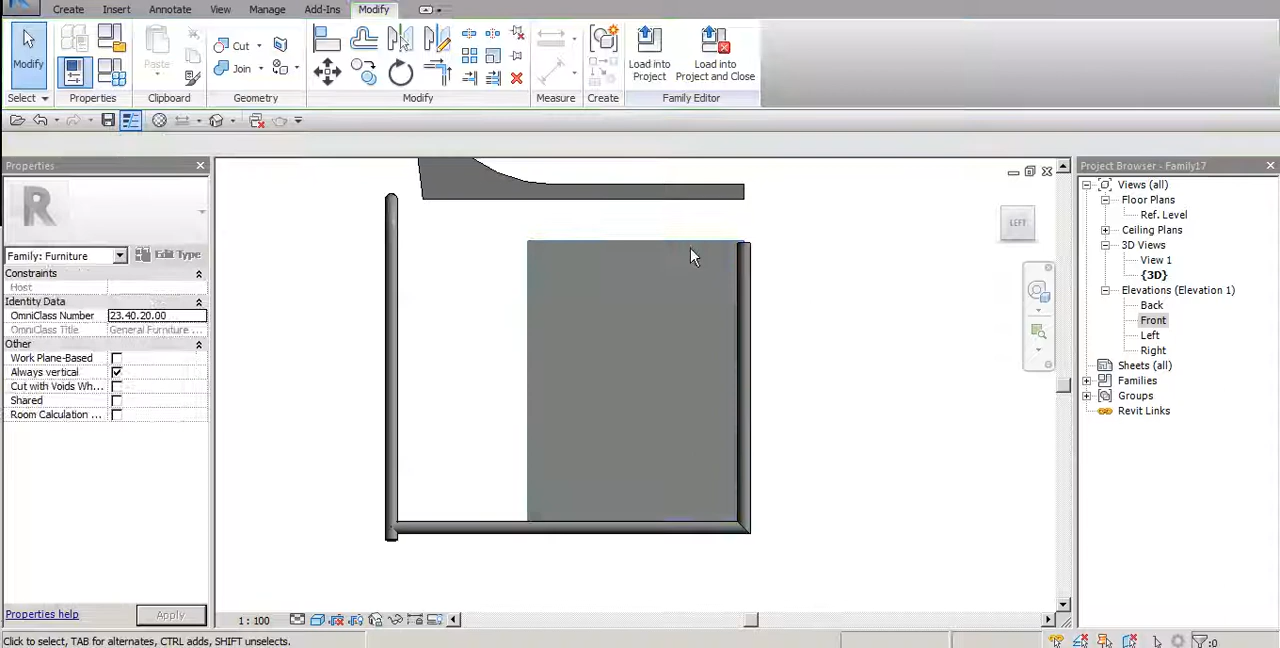 Create Insert Annotate View Manage Add-Ins Modify
Modify
Paste
Cut
Join
Load into
Project
Load into
Project and Close
Select Properties Clipboard Geometry Modify Measure Create Family Editor
Properties
R
Family: Furniture
Edit Type
Constraints
Host
Identity Data
OmniClass Number 23.40.20.00
OmniClass Title General Furniture ...
Other
Work Plane-Based
Always vertical
Cut with Voids Wh...
Shared
Room Calculation ...
Properties help
Apply
LEFT
Project Browser - Family17
Views (all)
Floor Plans
Ref. Level
Ceiling Plans
3D Views
View 1
{3D}
Elevations (Elevation 1)
Back
Front
Left
Right
Sheets (all)
Families
Groups
Revit Links
1 : 100
Click to select, TAB for alternates, CTRL adds, SHIFT unselects.
:0